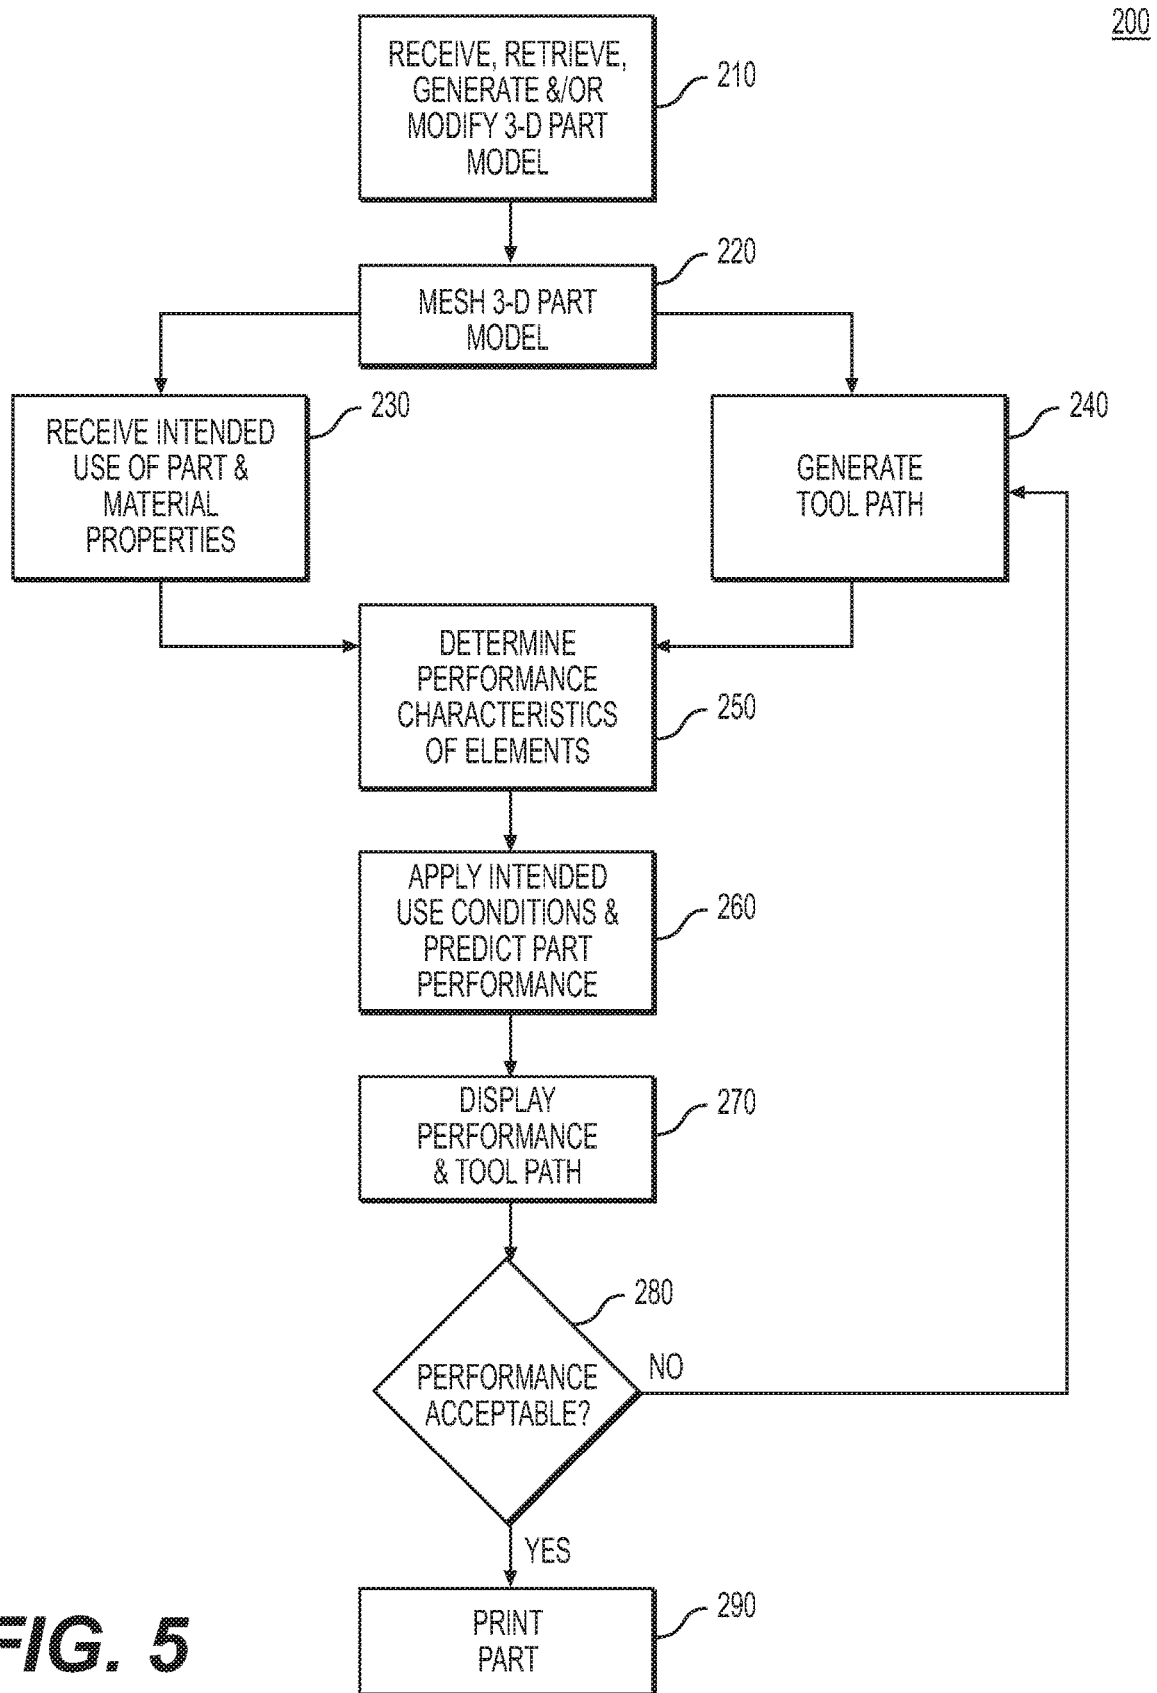 200
RECEIVE, RETRIEVE,
GENERATE &/OR
MODIFY 3-D PART
MODEL
210
MESH 3-D PART
MODEL
220
RECEIVE INTENDED
USE OF PART &
MATERIAL
PROPERTIES
230
GENERATE
TOOL PATH
240
DETERMINE
PERFORMANCE
CHARACTERISTICS
OF ELEMENTS
250
APPLY INTENDED
USE CONDITIONS &
PREDICT PART
PERFORMANCE
260
DISPLAY
PERFORMANCE
& TOOL PATH
270
PERFORMANCE
ACCEPTABLE?
280
NO
YES
PRINT
PART
290
FIG. 5